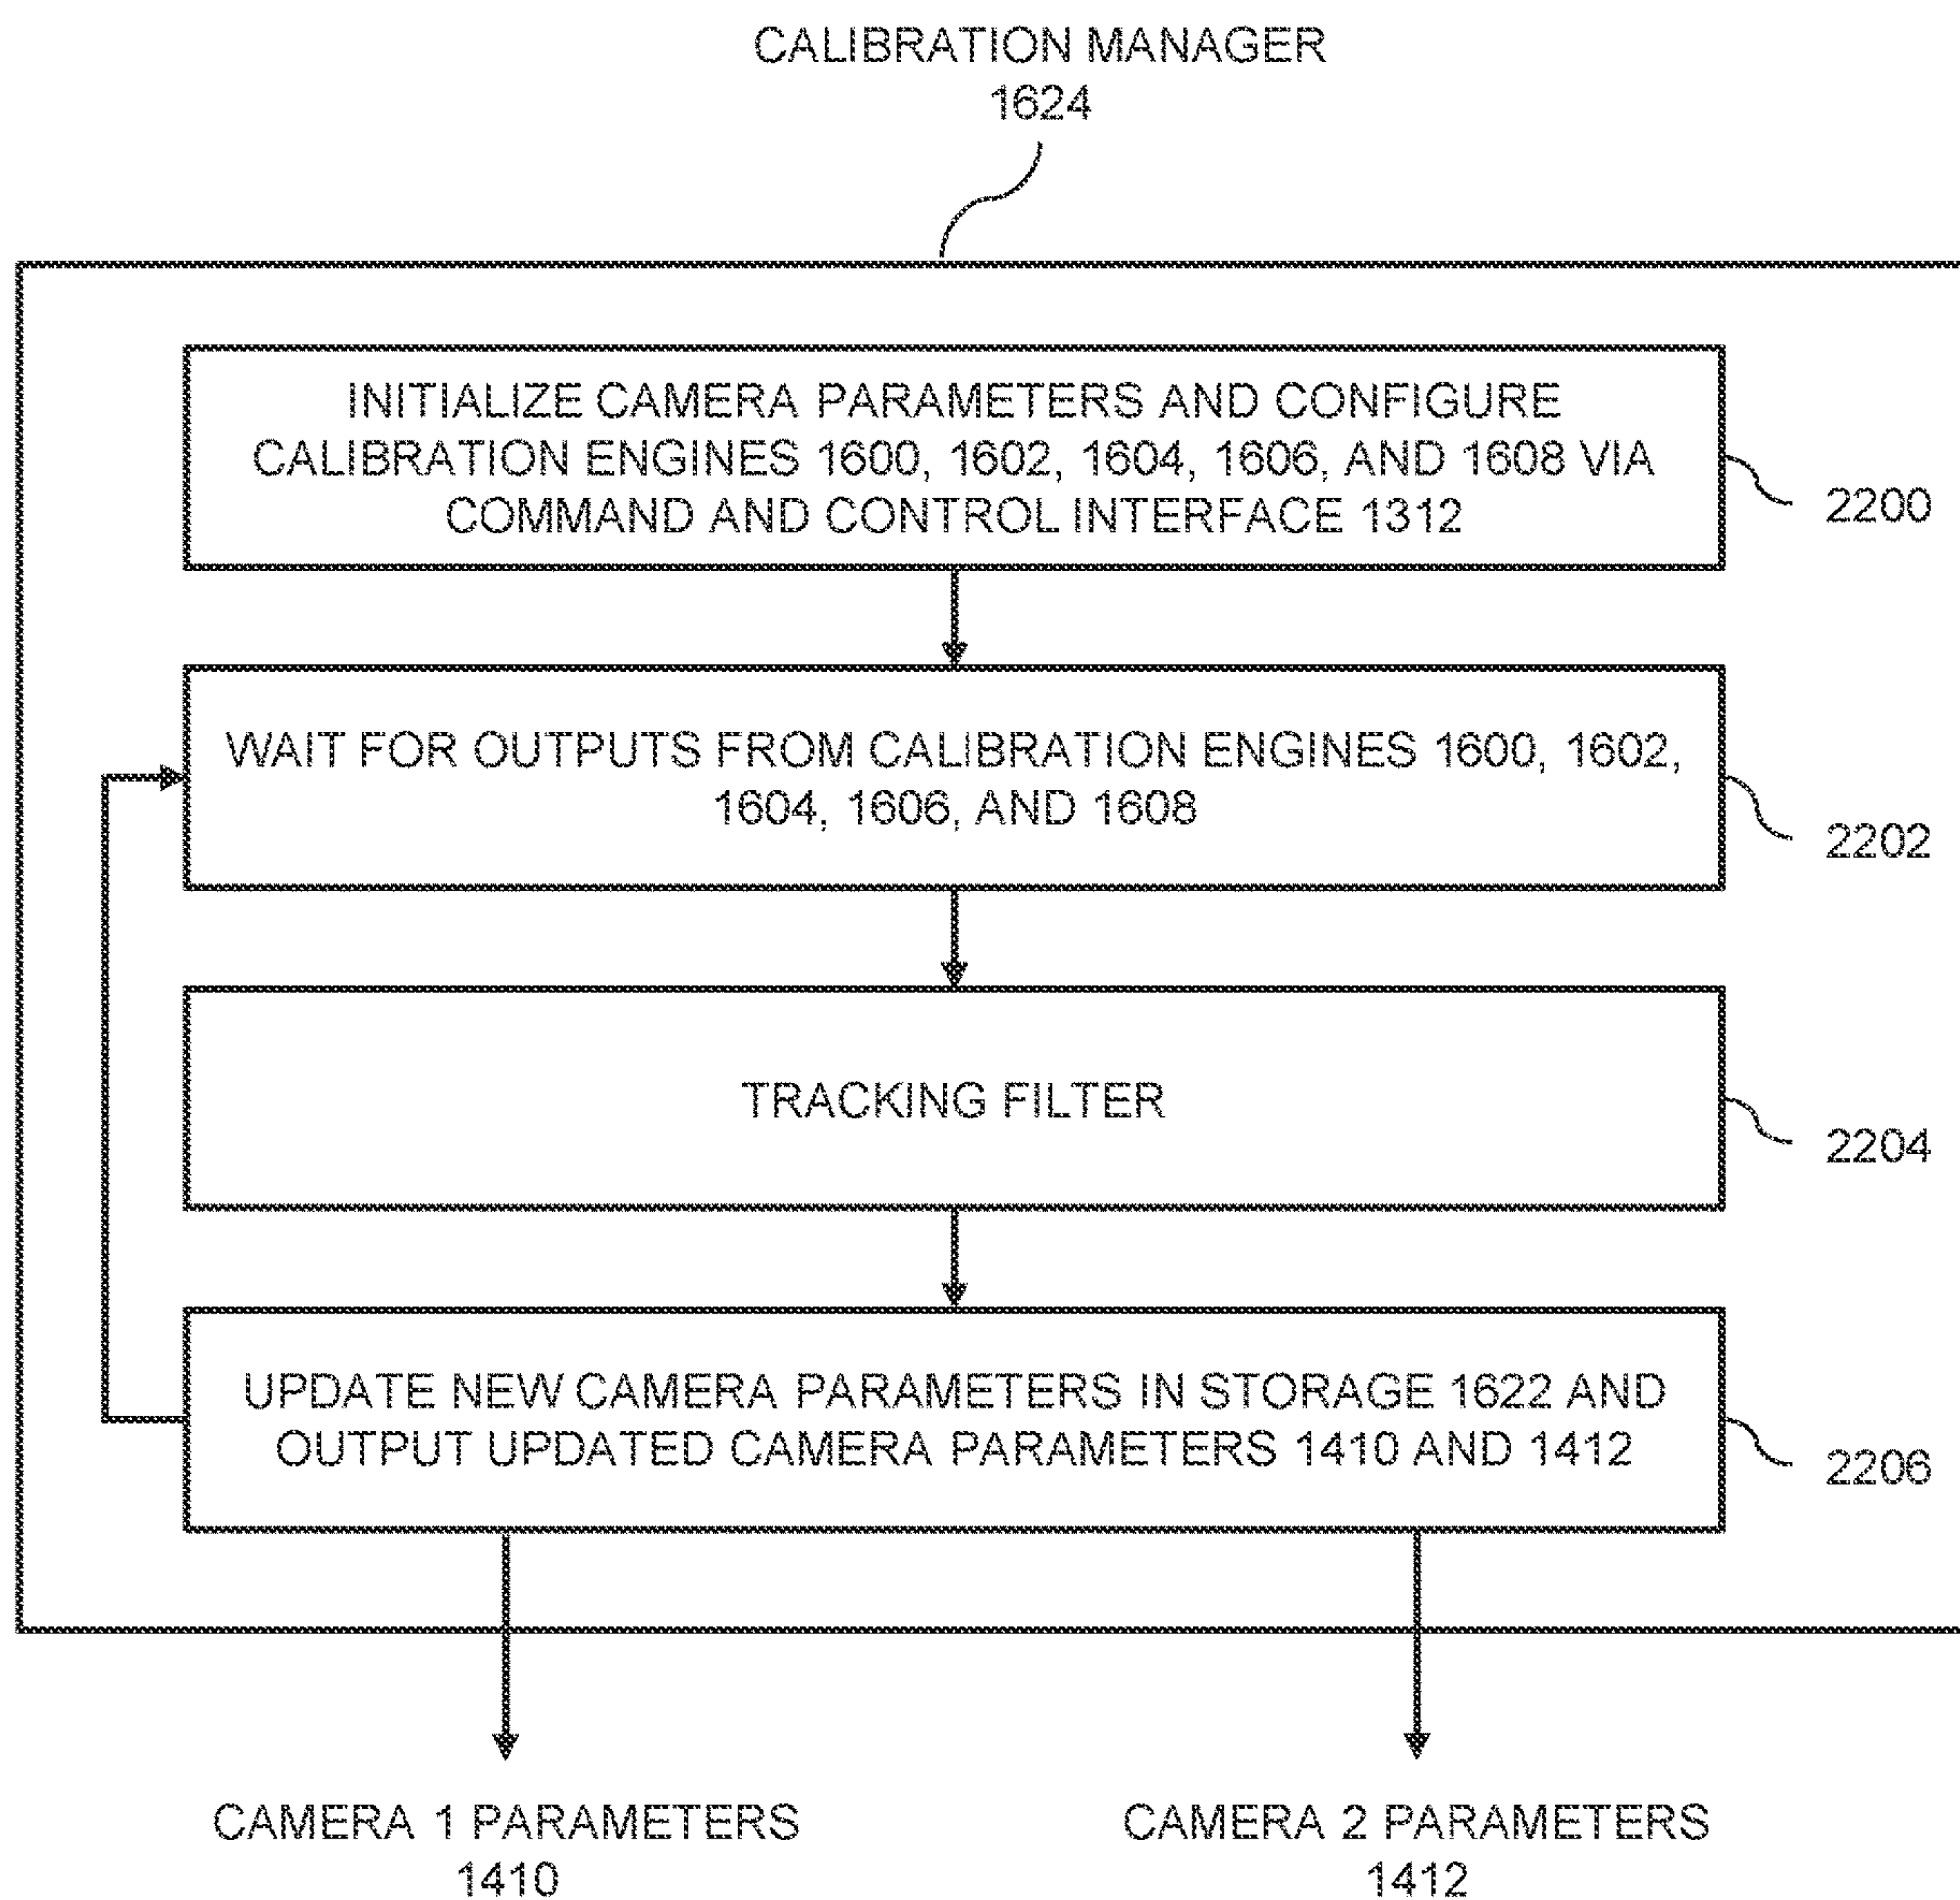 CALIBRATION MANAGER
1624
INITIALIZE CAMERA PARAMETERS AND CONFIGURE
CALIBRATION ENGINES 1600, 1602, 1604, 1606, AND 1608 VIA
COMMAND AND CONTROL INTERFACE 1312
2200
WAIT FOR OUTPUTS FROM CALIBRATION ENGINES 1600, 1602,
1604, 1606, AND 1608
2202
TRACKING FILTER
2204
UPDATE NEW CAMERA PARAMETERS IN STORAGE 1622 AND
OUTPUT UPDATED CAMERA PARAMETERS 1410 AND 1412
2206
CAMERA 1 PARAMETERS
1410
CAMERA 2 PARAMETERS
1412